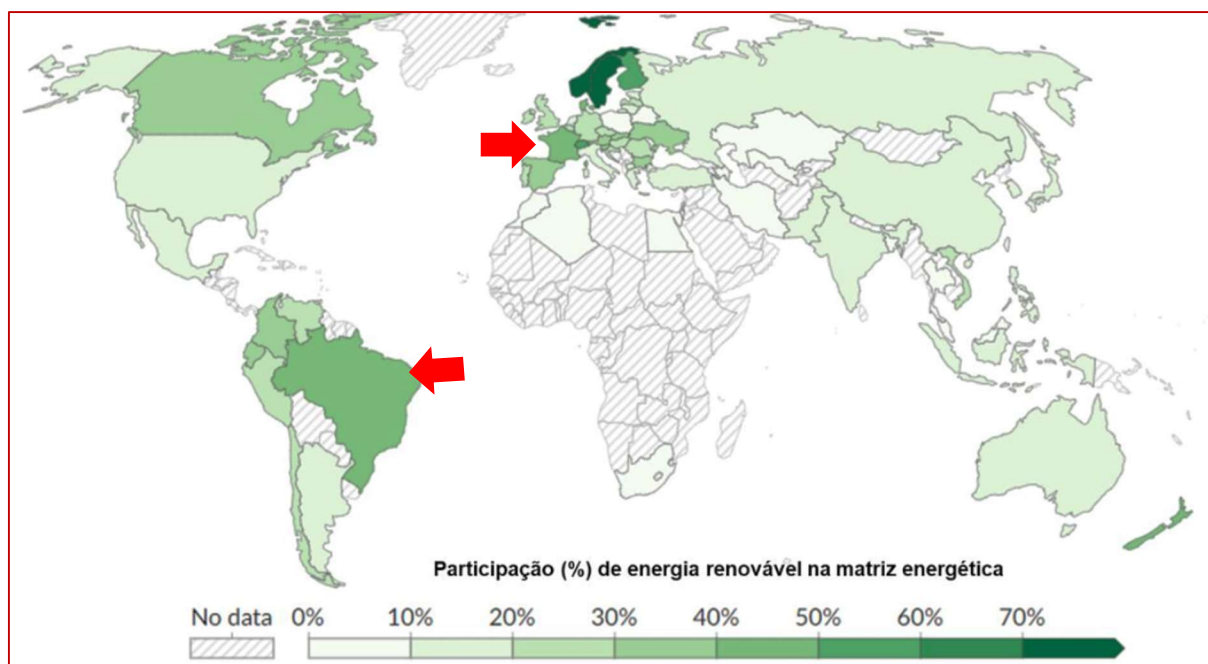 Participação (%) de energia renovável na matriz energética
No data 0% 10% 20% 30% 40% 50% 60% 70%